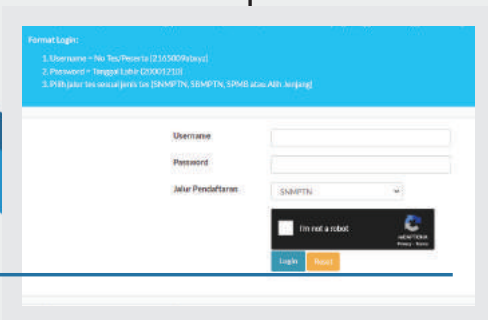 Format Login:
1. Username = No Tes/Peserta (2165009atxyz)
2. Password = Tanggal Lahir (20001210)
3. Pilih jalur tes sesuai jenis tes (SNMPTN, SBMPTN, SPMB atau Alih Jenjang)
Username
Password
Jalur Pendaftaran
SNMPTN
I'm not a robot
reCAPTCHA
Privacy - Terms
Login Reset